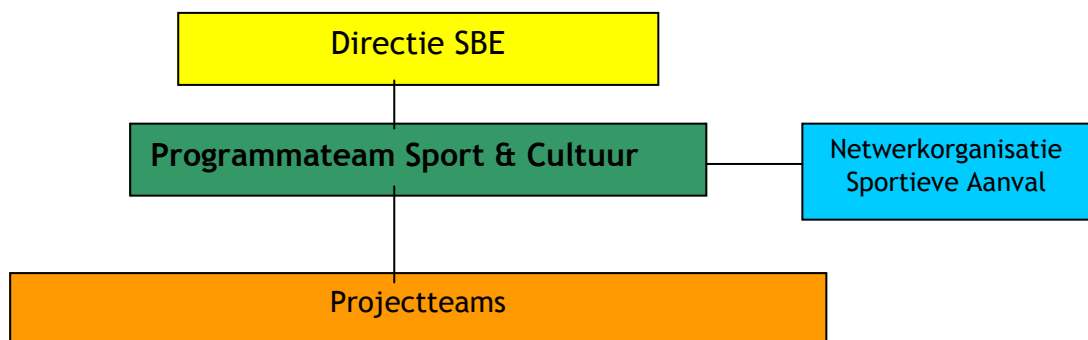 Directie SBE
Programmateam Sport & Cultuur
Netwerkorganisatie
Sportieve Aanval
Projectteams